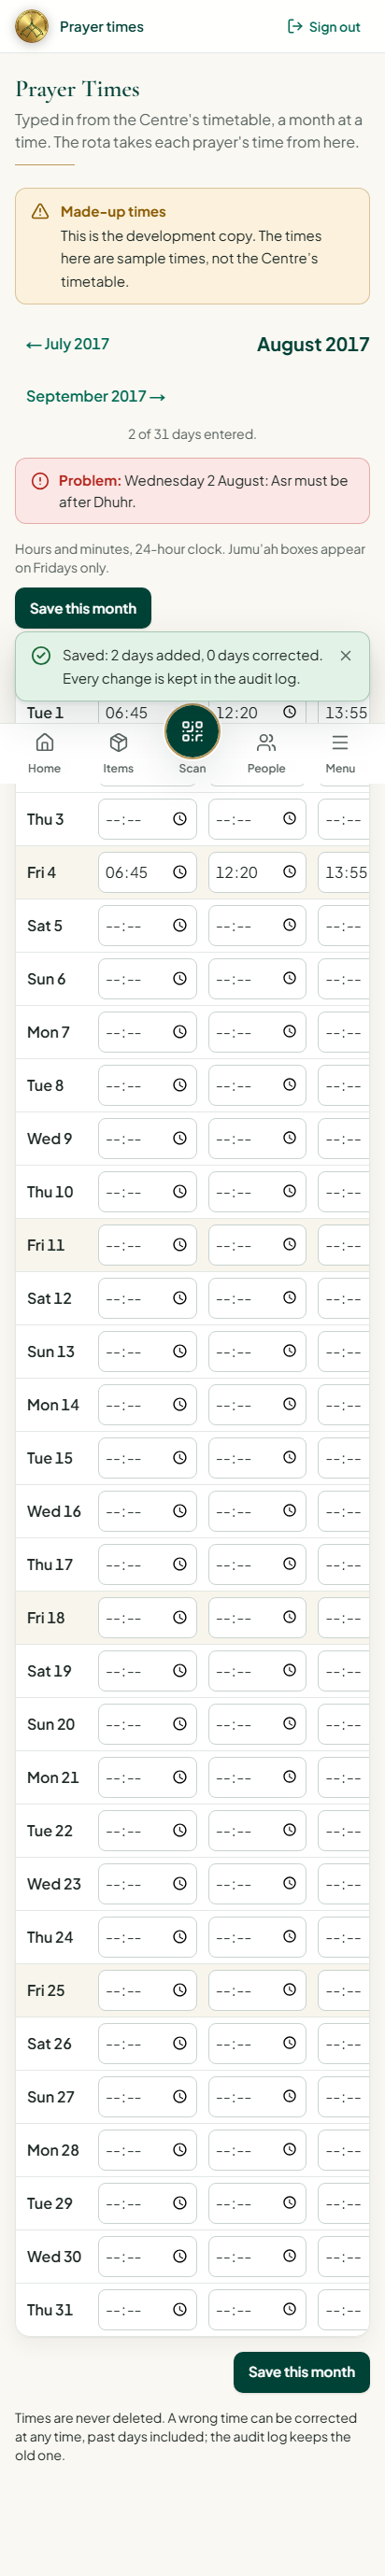 Prayer times
Sign out
Prayer Times
Typed in from the Centre's timetable, a month at a
time. The rota takes each prayer's time from here.
Made-up times
This is the development copy. The times
here are sample times, not the Centre's
timetable.
← July 2017
August 2017
September 2017 →
2 of 31 days entered.
Problem: Wednesday 2 August: Asr must be
after Dhuhr.
Hours and minutes, 24-hour clock. Jumu'ah boxes appear
on Fridays only.
Save this month
Saved: 2 days added, 0 days corrected.
Every change is kept in the audit log.
Tue 1 06:45 12:20 13:55
Home Items Scan People Menu
Thu 3 --:-- --:-- --:--
Fri 4 06:45 12:20 13:55
Sat 5 --:-- --:-- --:--
Sun 6 --:-- --:-- --:--
Mon 7 --:-- --:-- --:--
Tue 8 --:-- --:-- --:--
Wed 9 --:-- --:-- --:--
Thu 10 --:-- --:-- --:--
Fri 11 --:-- --:-- --:--
Sat 12 --:-- --:-- --:--
Sun 13 --:-- --:-- --:--
Mon 14 --:-- --:-- --:--
Tue 15 --:-- --:-- --:--
Wed 16 --:-- --:-- --:--
Thu 17 --:-- --:-- --:--
Fri 18 --:-- --:-- --:--
Sat 19 --:-- --:-- --:--
Sun 20 --:-- --:-- --:--
Mon 21 --:-- --:-- --:--
Tue 22 --:-- --:-- --:--
Wed 23 --:-- --:-- --:--
Thu 24 --:-- --:-- --:--
Fri 25 --:-- --:-- --:--
Sat 26 --:-- --:-- --:--
Sun 27 --:-- --:-- --:--
Mon 28 --:-- --:-- --:--
Tue 29 --:-- --:-- --:--
Wed 30 --:-- --:-- --:--
Thu 31 --:-- --:-- --:--
Save this month
Times are never deleted. A wrong time can be corrected
at any time, past days included; the audit log keeps the
old one.